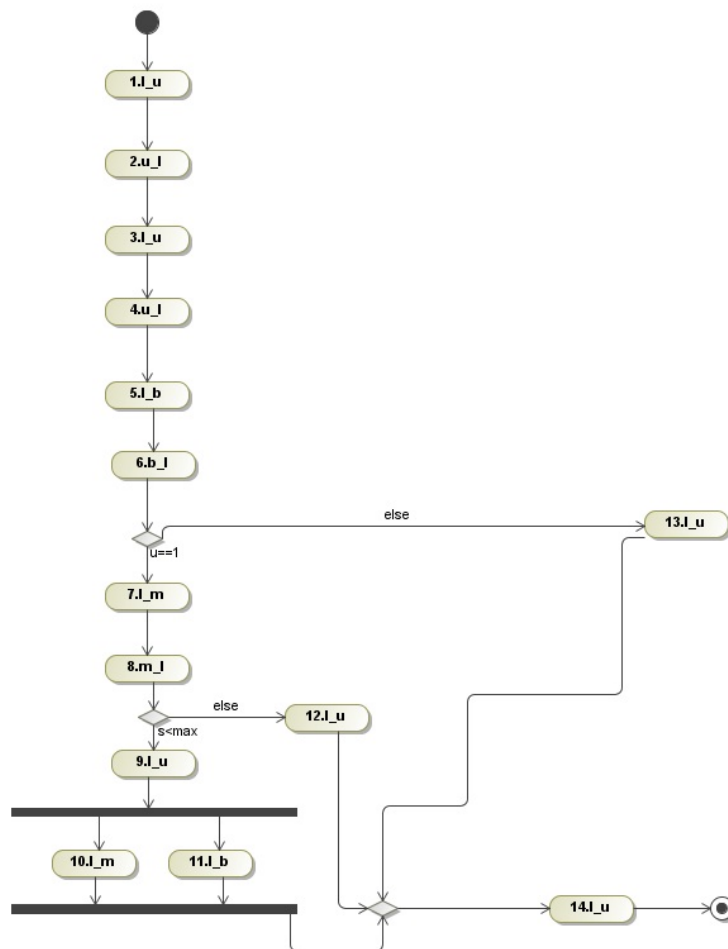 1.l_u
2.u_l
3.l_u
4.u_l
5.l_b
6.b_l
else
13.l_u
u==1
7.l_m
8.m_l
else
12.l_u
s<max
9.l_u
10.l_m
11.l_b
14.l_u